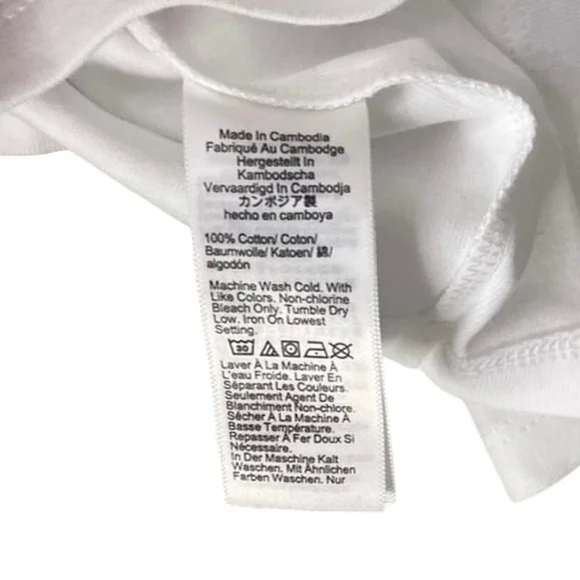 Made In Cambodia
Fabriqué Au Cambodge
Hergestellt In
Kambodscha
Vervaardigd In Cambodja
カンボジア製
hecho en camboya
100% Cotton/ Coton/
Baumwolle/ Katoen/ 綿/
algodón
Machine Wash Cold. With
Like Colors. Non-chlorine
Bleach Only. Tumble Dry
Low. Iron On Lowest
Setting.
30
Laver À La Machine À
L'eau Froide. Laver En
Séparant Les Couleurs.
Seulement Agent De
Blanchiment Non-chlore.
Sécher À La Machine À
Basse Température.
Repasser À Fer Doux Si
Nécessaire.
In Der Maschine Kalt
Waschen. Mit Ähnlichen
Farben Waschen. Nur